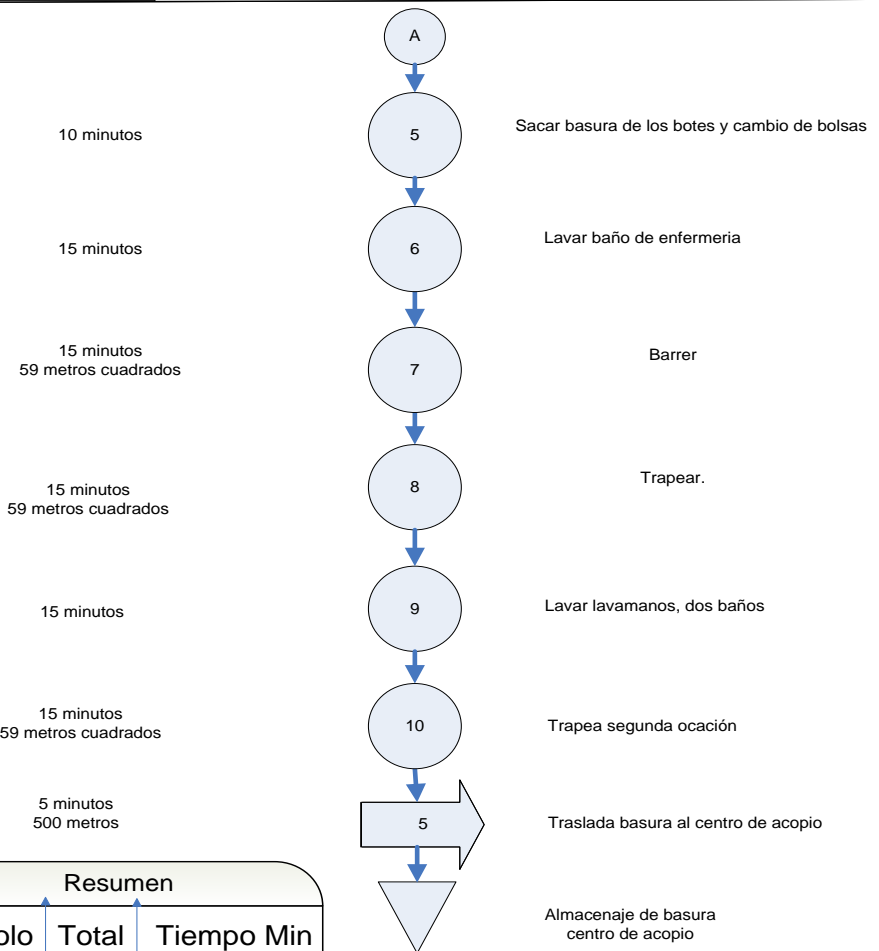 A
10 minutos
5
Sacar basura de los botes y cambio de bolsas
15 minutos
6
Lavar baño de enfermeria
15 minutos
59 metros cuadrados
7
Barrer
15 minutos
59 metros cuadrados
8
Trapear.
15 minutos
9
Lavar lavamanos, dos baños
15 minutos
59 metros cuadrados
10
Trapea segunda ocación
5 minutos
500 metros
5
Traslada basura al centro de acopio
Almacenaje de basura
centro de acopio
Resumen
Total Tiempo Min